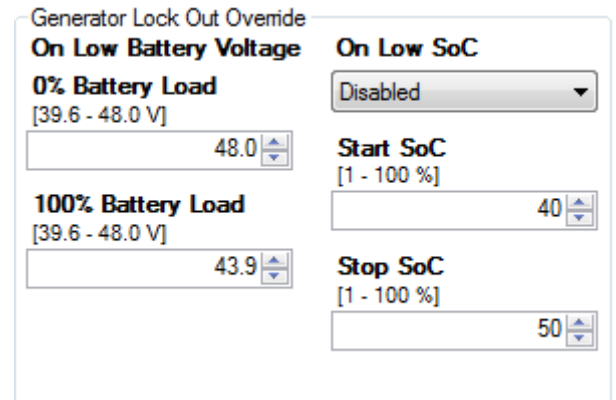 Generator Lock Out Override
On Low Battery Voltage
0% Battery Load
[39.6 - 48.0 V]
48.0
100% Battery Load
[39.6 - 48.0 V]
43.9
On Low SoC
Disabled
Start SoC
[1 - 100 %]
40
Stop SoC
[1 - 100 %]
50